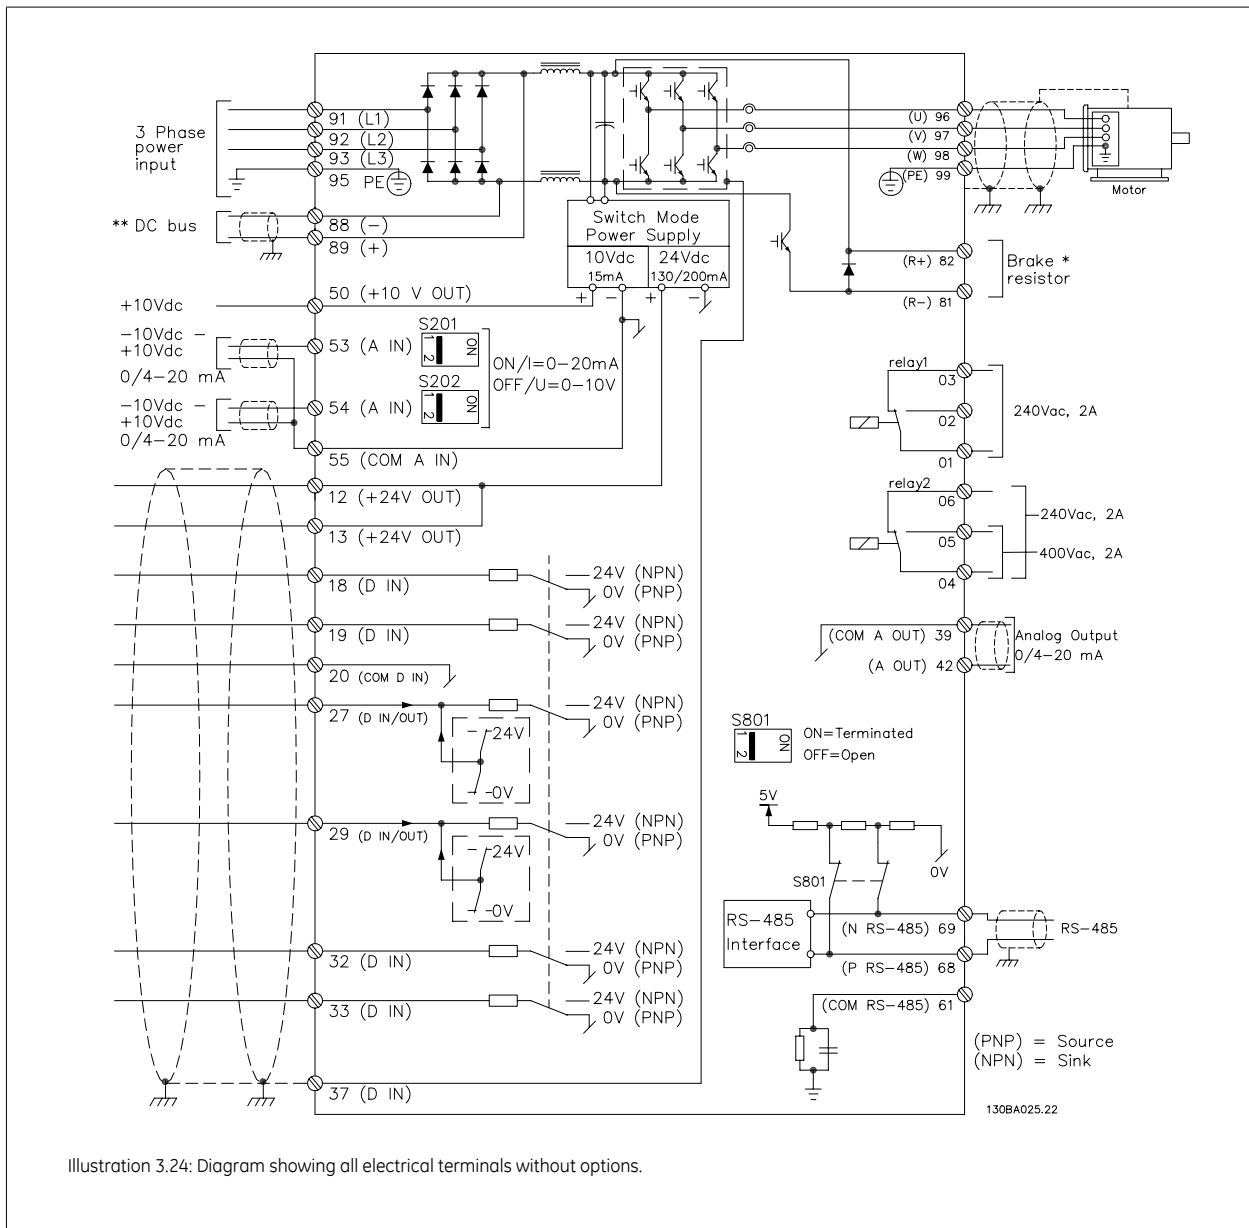 3 Phase
power
input
91 (L1)
92 (L2)
93 (L3)
95 PE
** DC bus
88 (−)
89 (+)
+10Vdc
50 (+10 V OUT)
−10Vdc −
+10Vdc
0/4−20 mA
53 (A IN)
−10Vdc −
+10Vdc
0/4−20 mA
54 (A IN)
55 (COM A IN)
12 (+24V OUT)
13 (+24V OUT)
18 (D IN)
19 (D IN)
20 (COM D IN)
27 (D IN/OUT)
29 (D IN/OUT)
32 (D IN)
33 (D IN)
37 (D IN)
S201
1
2
ON
S202
1
2
ON
ON/I=0−20mA
OFF/U=0−10V
Switch Mode
Power Supply
10Vdc
15mA
24Vdc
130/200mA
+
−
+
−
24V (NPN)
0V (PNP)
24V (NPN)
0V (PNP)
24V (NPN)
0V (PNP)
24V
0V
24V (NPN)
0V (PNP)
24V
0V
24V (NPN)
0V (PNP)
24V (NPN)
0V (PNP)
(U) 96
(V) 97
(W) 98
(PE) 99
Motor
(R+) 82
(R−) 81
Brake *
resistor
relay1
03
02
01
240Vac, 2A
relay2
06
05
04
240Vac, 2A
400Vac, 2A
(COM A OUT) 39
(A OUT) 42
Analog Output
0/4−20 mA
S801
1
2
ON
ON=Terminated
OFF=Open
5V
S801
0V
RS−485
Interface
(N RS−485) 69
(P RS−485) 68
(COM RS−485) 61
RS−485
(PNP) = Source
(NPN) = Sink
130BA025.22
Illustration 3.24: Diagram showing all electrical terminals without options.